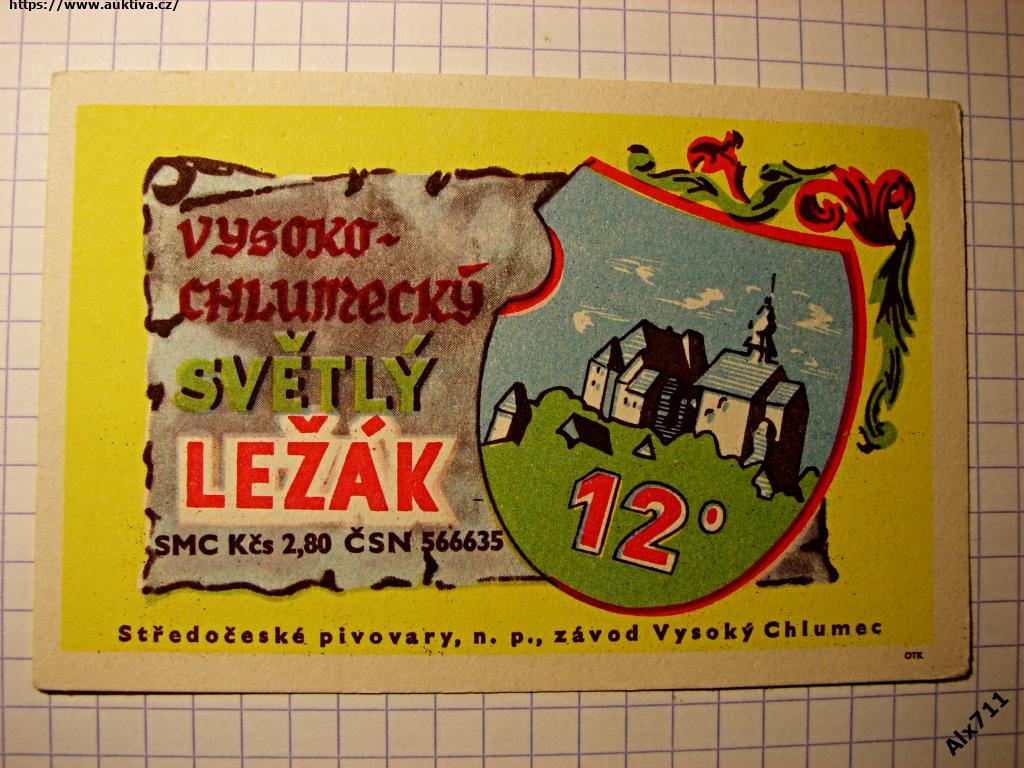 https://www.auktiva.cz/
VYSOKO-
CHLUMECKÝ
SVĚTLÝ
LEŽÁK
12°
SMC Kčs 2,80 ČSN 566635
Středočeské pivovary, n. p., závod Vysoký Chlumec
OTK
Alx711